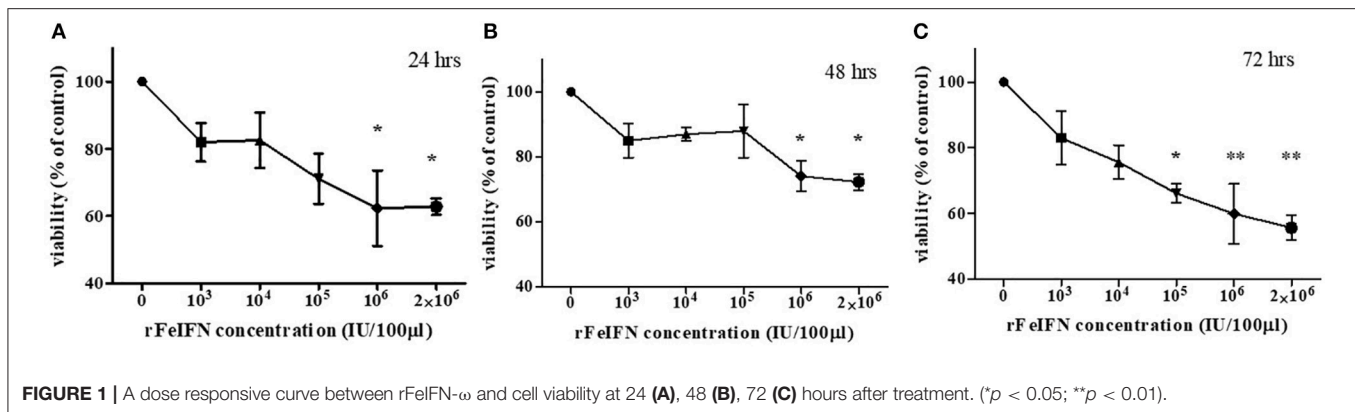 A
24 hrs
viability (% of control)
100
80
60
40
*
*
0
10³
10⁴
10⁵
10⁶
2×10⁶
rFeIFN concentration (IU/100µl)
B
48 hrs
viability (% of control)
100
80
60
40
*
*
0
10³
10⁴
10⁵
10⁶
2×10⁶
rFeIFN concentration (IU/100µl)
C
72 hrs
viability (% of control)
100
80
60
40
*
**
**
0
10³
10⁴
10⁵
10⁶
2×10⁶
rFeIFN concentration (IU/100µl)
FIGURE 1 | A dose responsive curve between rFeIFN-ω and cell viability at 24 (A), 48 (B), 72 (C) hours after treatment. (*p < 0.05; **p < 0.01).